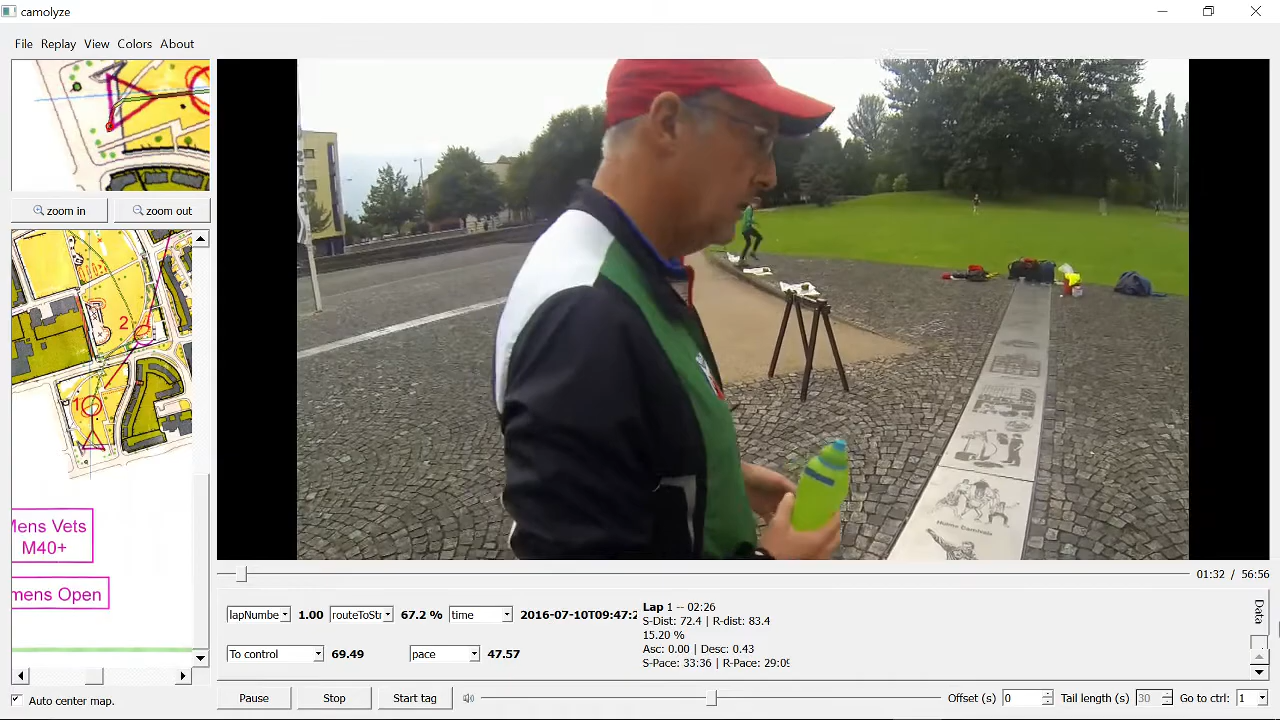 camolyze
File Replay View Colors About
zoom in zoom out
2
1
Mens Vets
M40+
mens Open
Auto center map.
01:32 / 56:56
lapNumbe 1.00 routeToStr 67.2 % time 2016-07-10T09:47:2
To control 69.49 pace 47.57
Lap 1 -- 02:26
S-Dist: 72.4 | R-dist: 83.4
15.20 %
Asc: 0.00 | Desc: 0.43
S-Pace: 33:36 | R-Pace: 29:09
Data
Pause Stop Start tag Offset (s) 0 Tail length (s) 30 Go to ctrl: 1